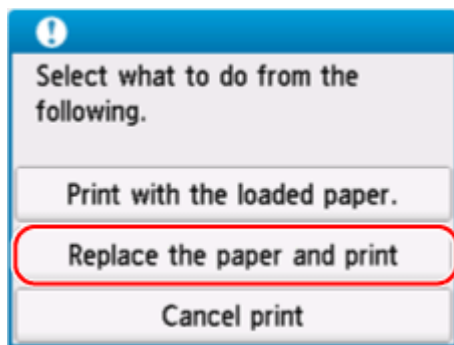 Select what to do from the
following.
Print with the loaded paper.
Replace the paper and print
Cancel print